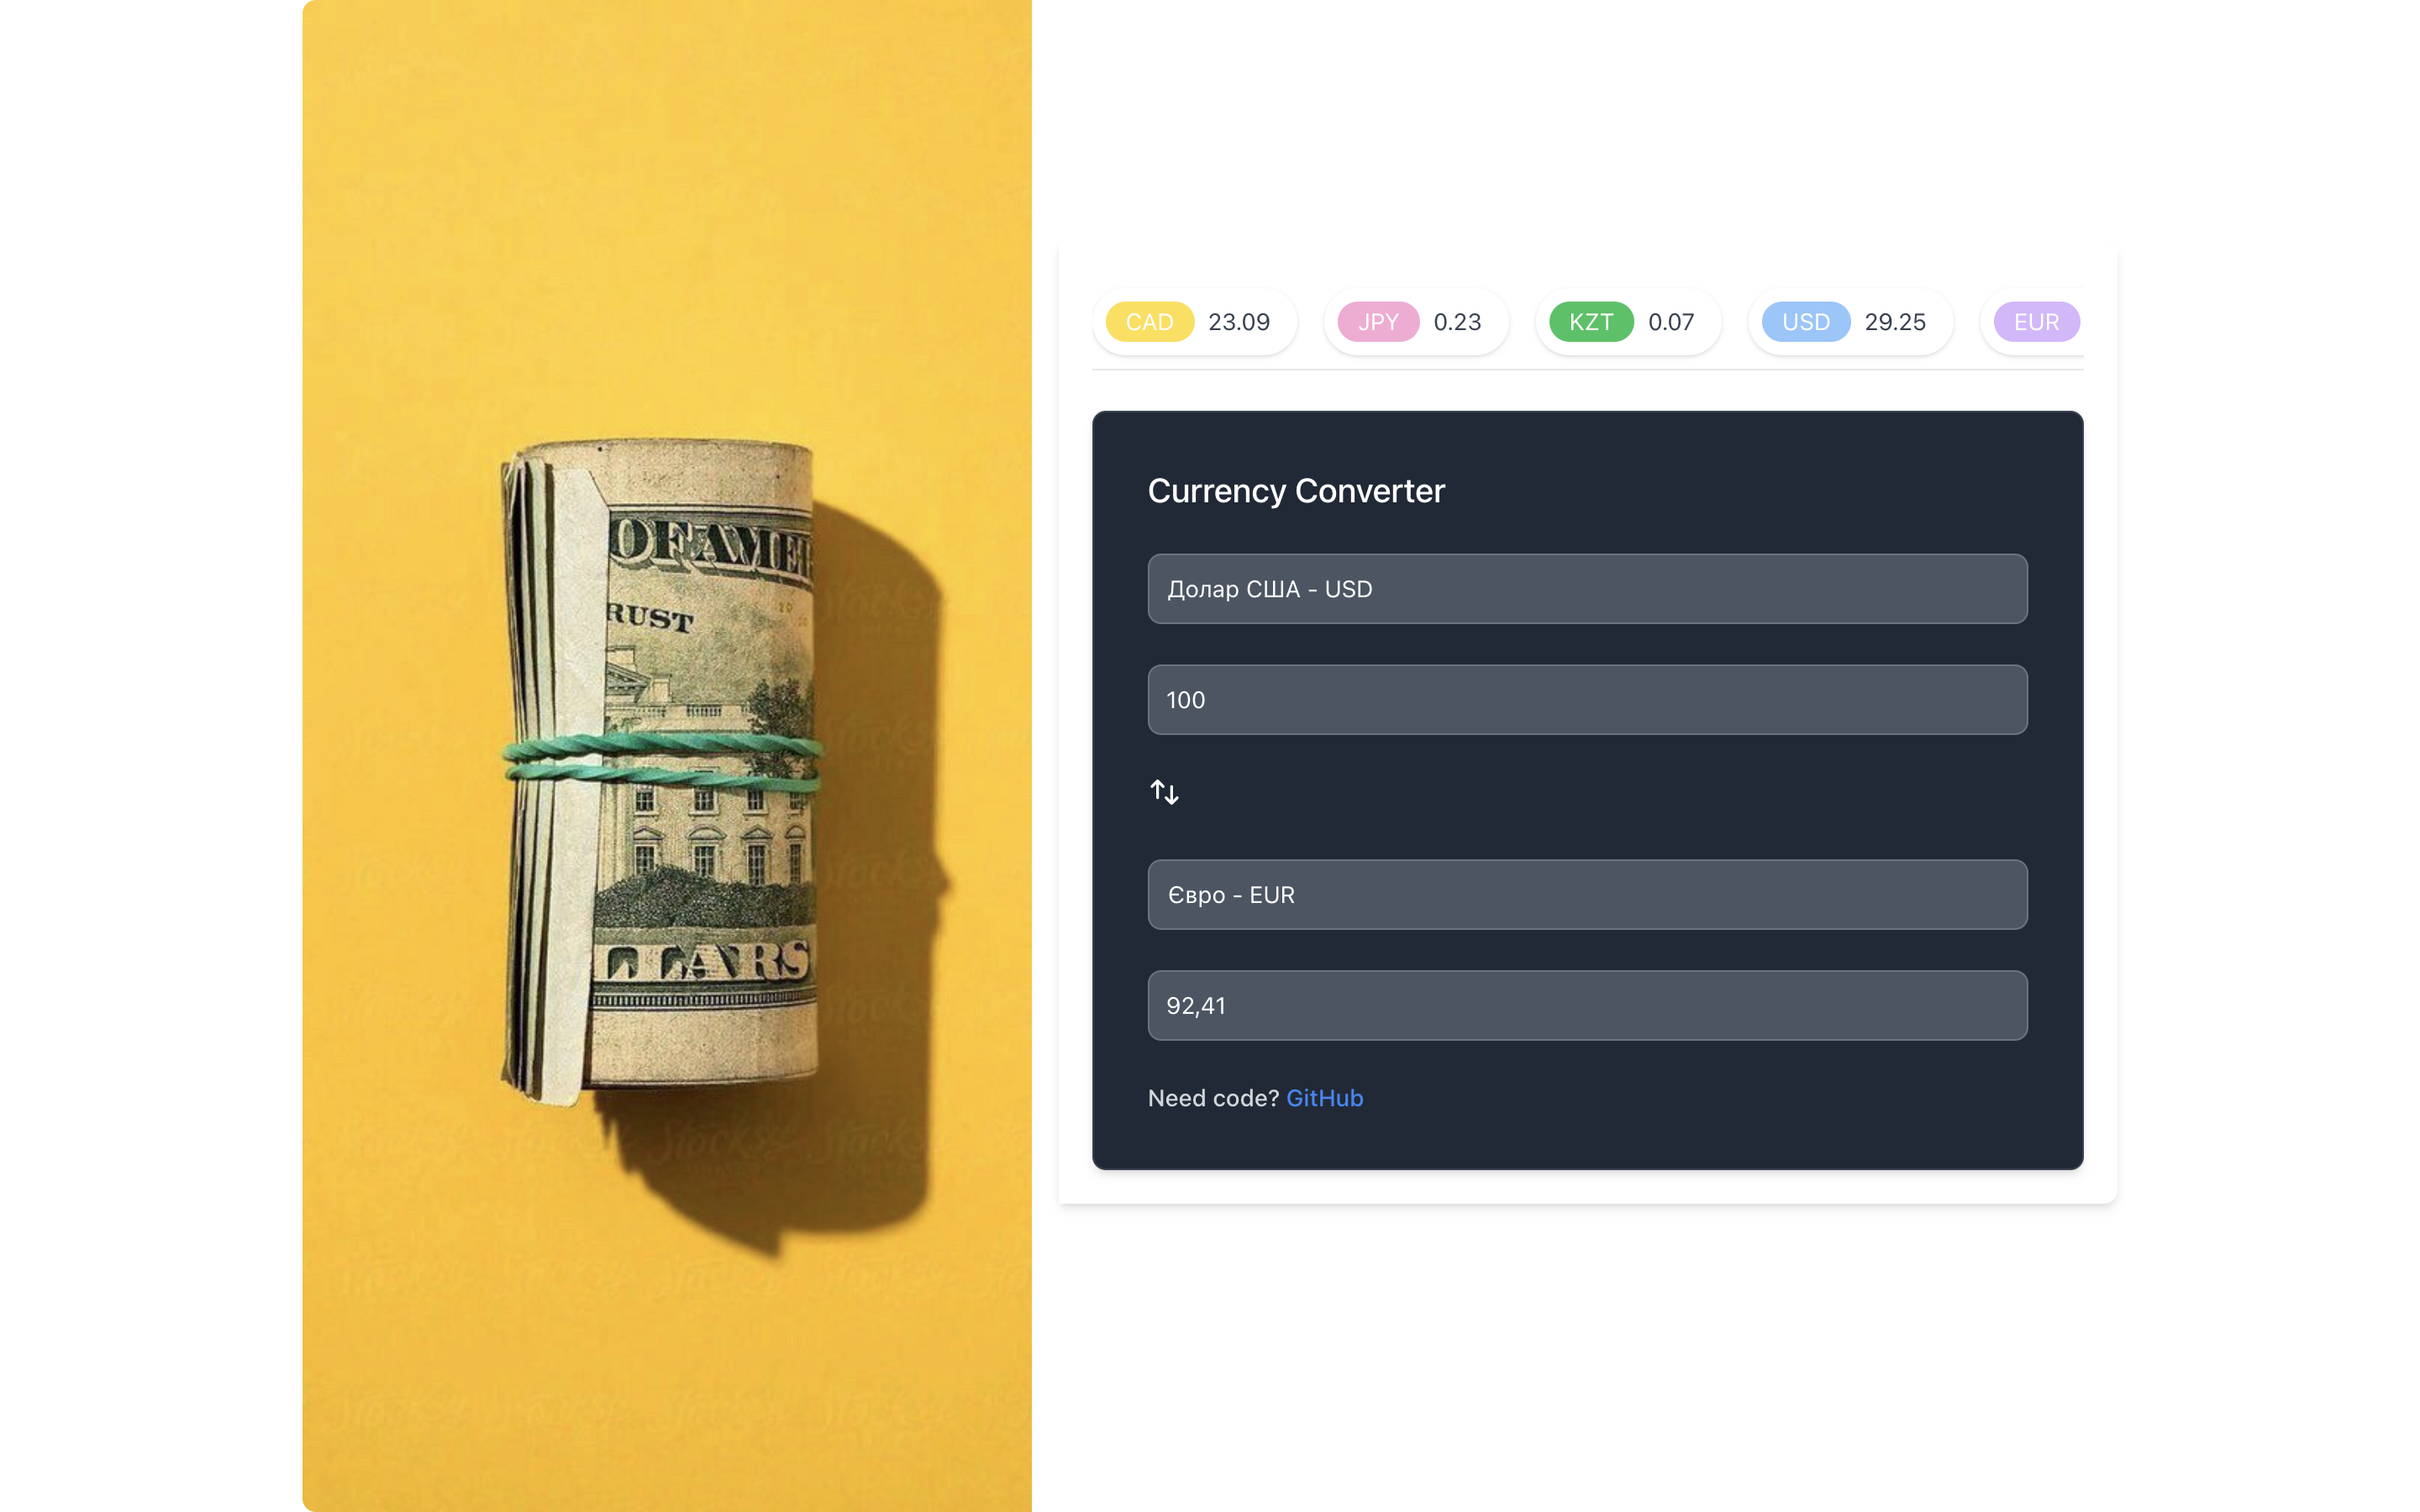 OF AMER
RUST
LLARS
CAD 23.09 JPY 0.23 KZT 0.07 USD 29.25 EUR
Currency Converter
Долар США - USD
100
Євро - EUR
92,41
Need code? GitHub